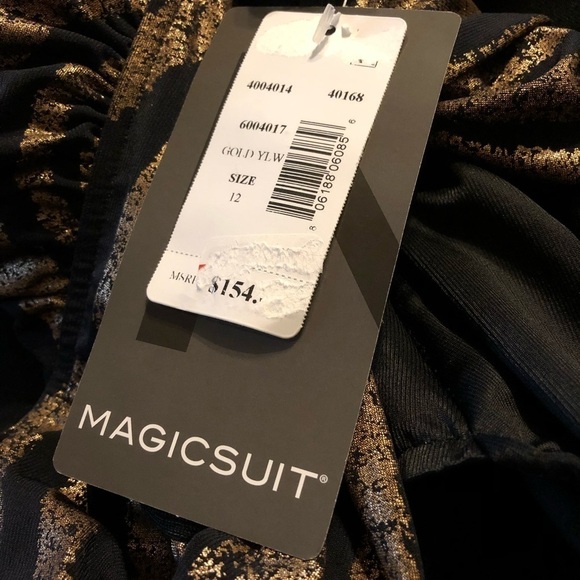 4004014 40168
6004017
GOLD YLW
SIZE
12
8 06188 06085 6
MSRP $154.
MAGICSUIT®